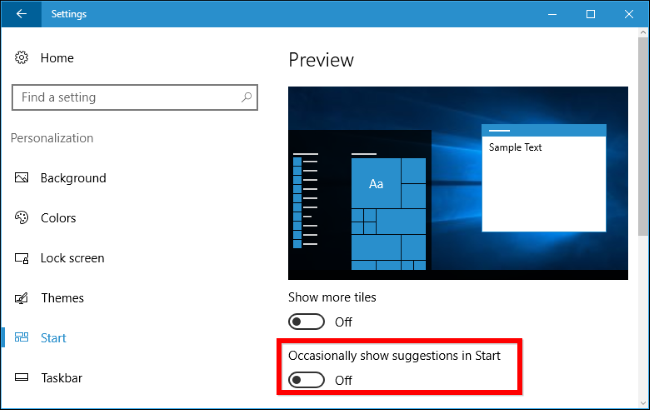 Settings
Home
Find a setting
Personalization
Background
Colors
Lock screen
Themes
Start
Taskbar
Preview
Aa
Sample Text
Show more tiles
Off
Occasionally show suggestions in Start
Off